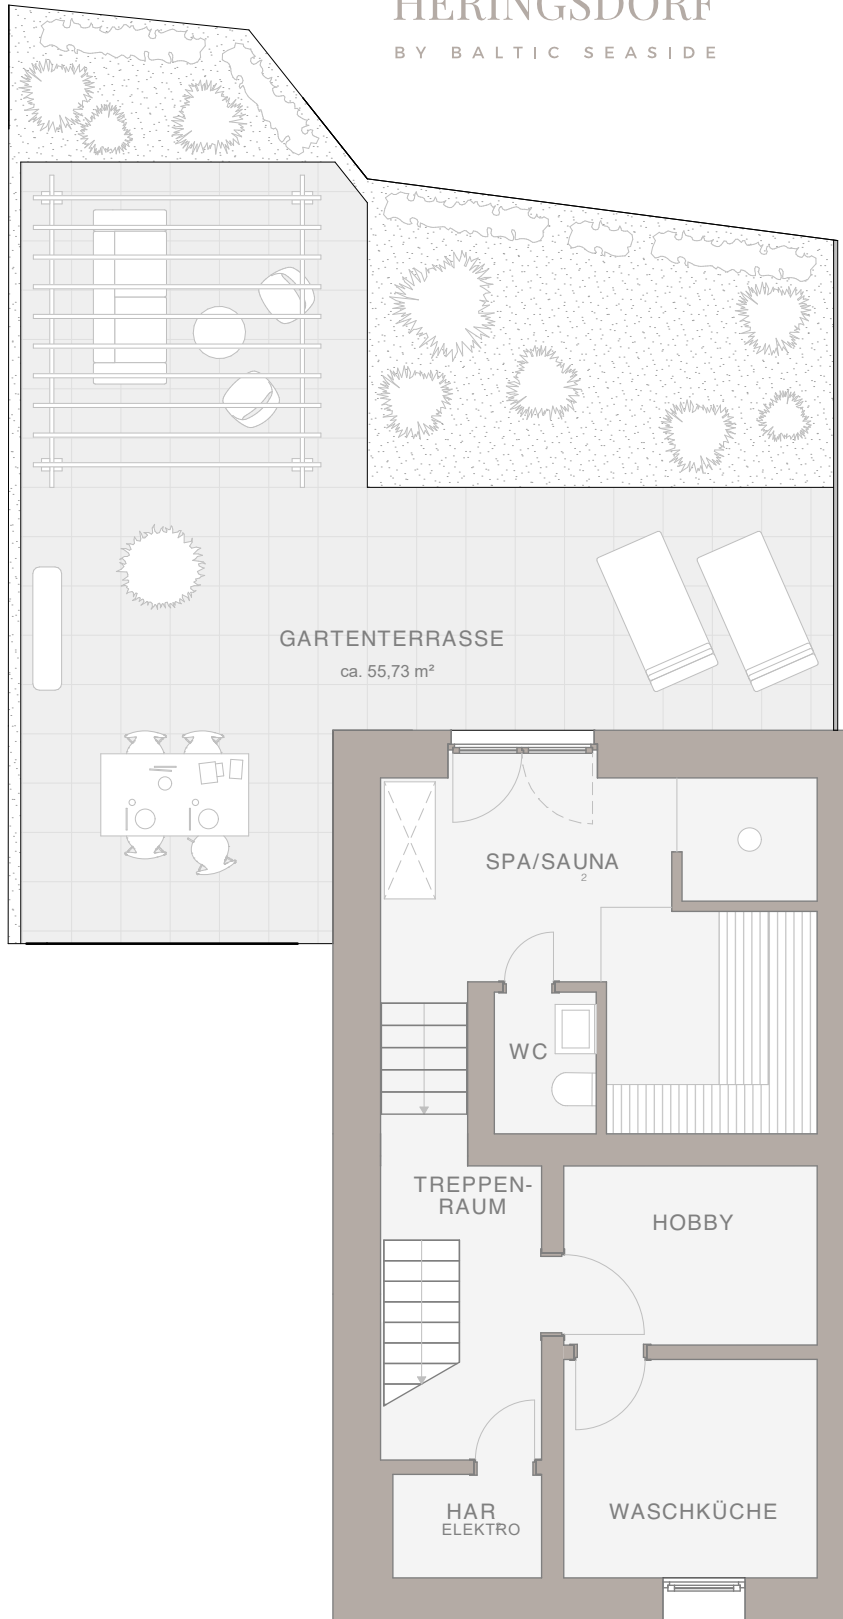 HERINGSDORF
BY BALTIC SEASIDE
GARTENTERRASSE
ca. 55,73 m²
SPA/SAUNA
2
WC
TREPPEN-
RAUM
HOBBY
HAR
ELEKTRO
WASCHKÜCHE